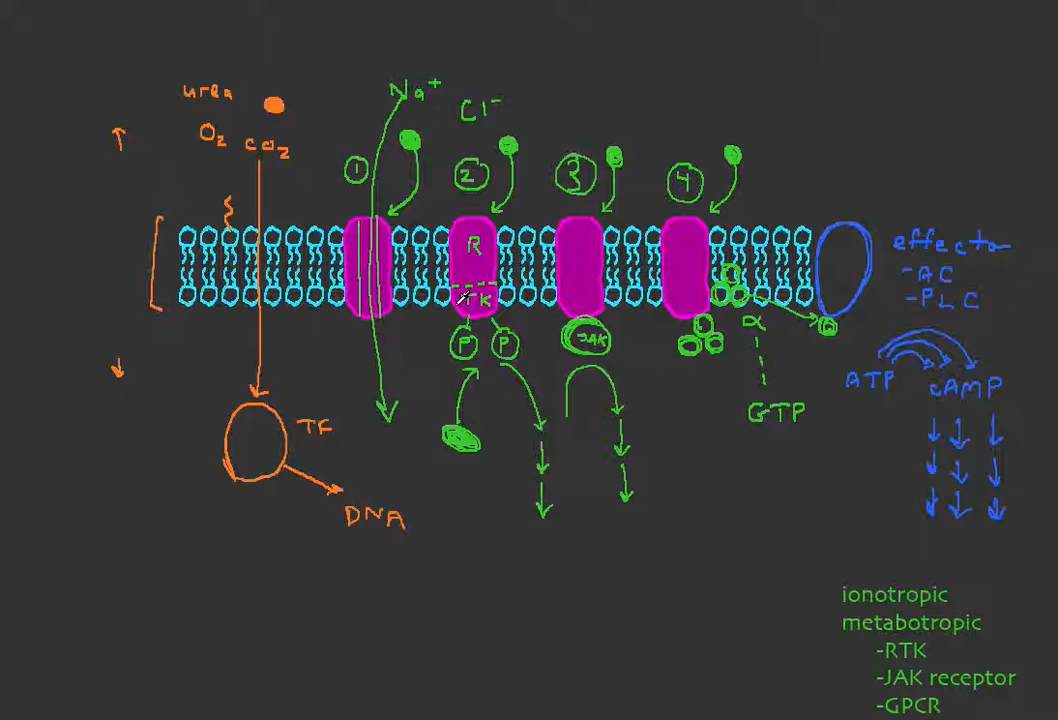 urea
O₂ CO₂
Na⁺
Cl⁻
1
2
3
4
R
TK
P P
JAK
α
GTP
TF
DNA
effector
-AC
-PLC
ATP cAMP
ionotropic
metabotropic
-RTK
-JAK receptor
-GPCR